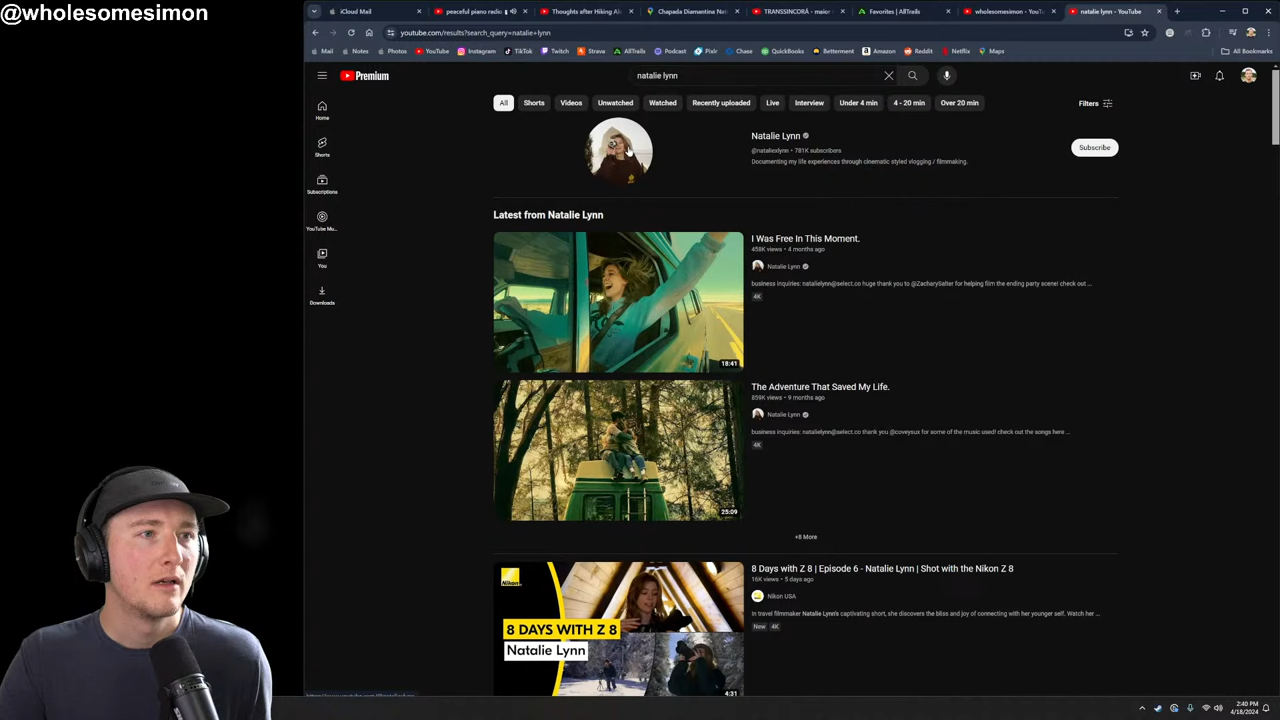 @wholesomesimon
iCloud Mail
peaceful piano radio
Thoughts after Hiking Al
Chapada Diamantina Nat
TRANSSINCORÁ - maior
Favorites | AllTrails
wholesomesimon - YouTu
natalie lynn - YouTube
youtube.com/results?search_query=natalie+lynn
Mail
Notes
Photos
YouTube
Instagram
TikTok
Twitch
Strava
AllTrails
Podcast
Pixlr
Chase
QuickBooks
Betterment
Amazon
Reddit
Netflix
Maps
All Bookmarks
Premium
natalie lynn
All
Shorts
Videos
Unwatched
Watched
Recently uploaded
Live
Interview
Under 4 min
4 - 20 min
Over 20 min
Filters
Home
Shorts
Subscriptions
YouTube Mu...
You
Downloads
Natalie Lynn
@nataliexlynn • 781K subscribers
Documenting my life experiences through cinematic styled vlogging / filmmaking.
Subscribe
Latest from Natalie Lynn
18:41
I Was Free In This Moment.
458K views • 4 months ago
Natalie Lynn
business inquiries: natalielynn@select.co huge thank you to @ZacharySalter for helping film the ending party scene! check out ...
4K
25:09
The Adventure That Saved My Life.
859K views • 9 months ago
Natalie Lynn
business inquiries: natalielynn@select.co thank you @coveysux for some of the music used! check out the songs here ...
4K
+8 More
Nikon
8 DAYS WITH Z 8
Natalie Lynn
4:31
8 Days with Z 8 | Episode 6 - Natalie Lynn | Shot with the Nikon Z 8
16K views • 5 days ago
Nikon USA
In travel filmmaker Natalie Lynn's captivating short, she discovers the bliss and joy of connecting with her younger self. Watch her ...
New
4K
2:40 PM
4/18/2024